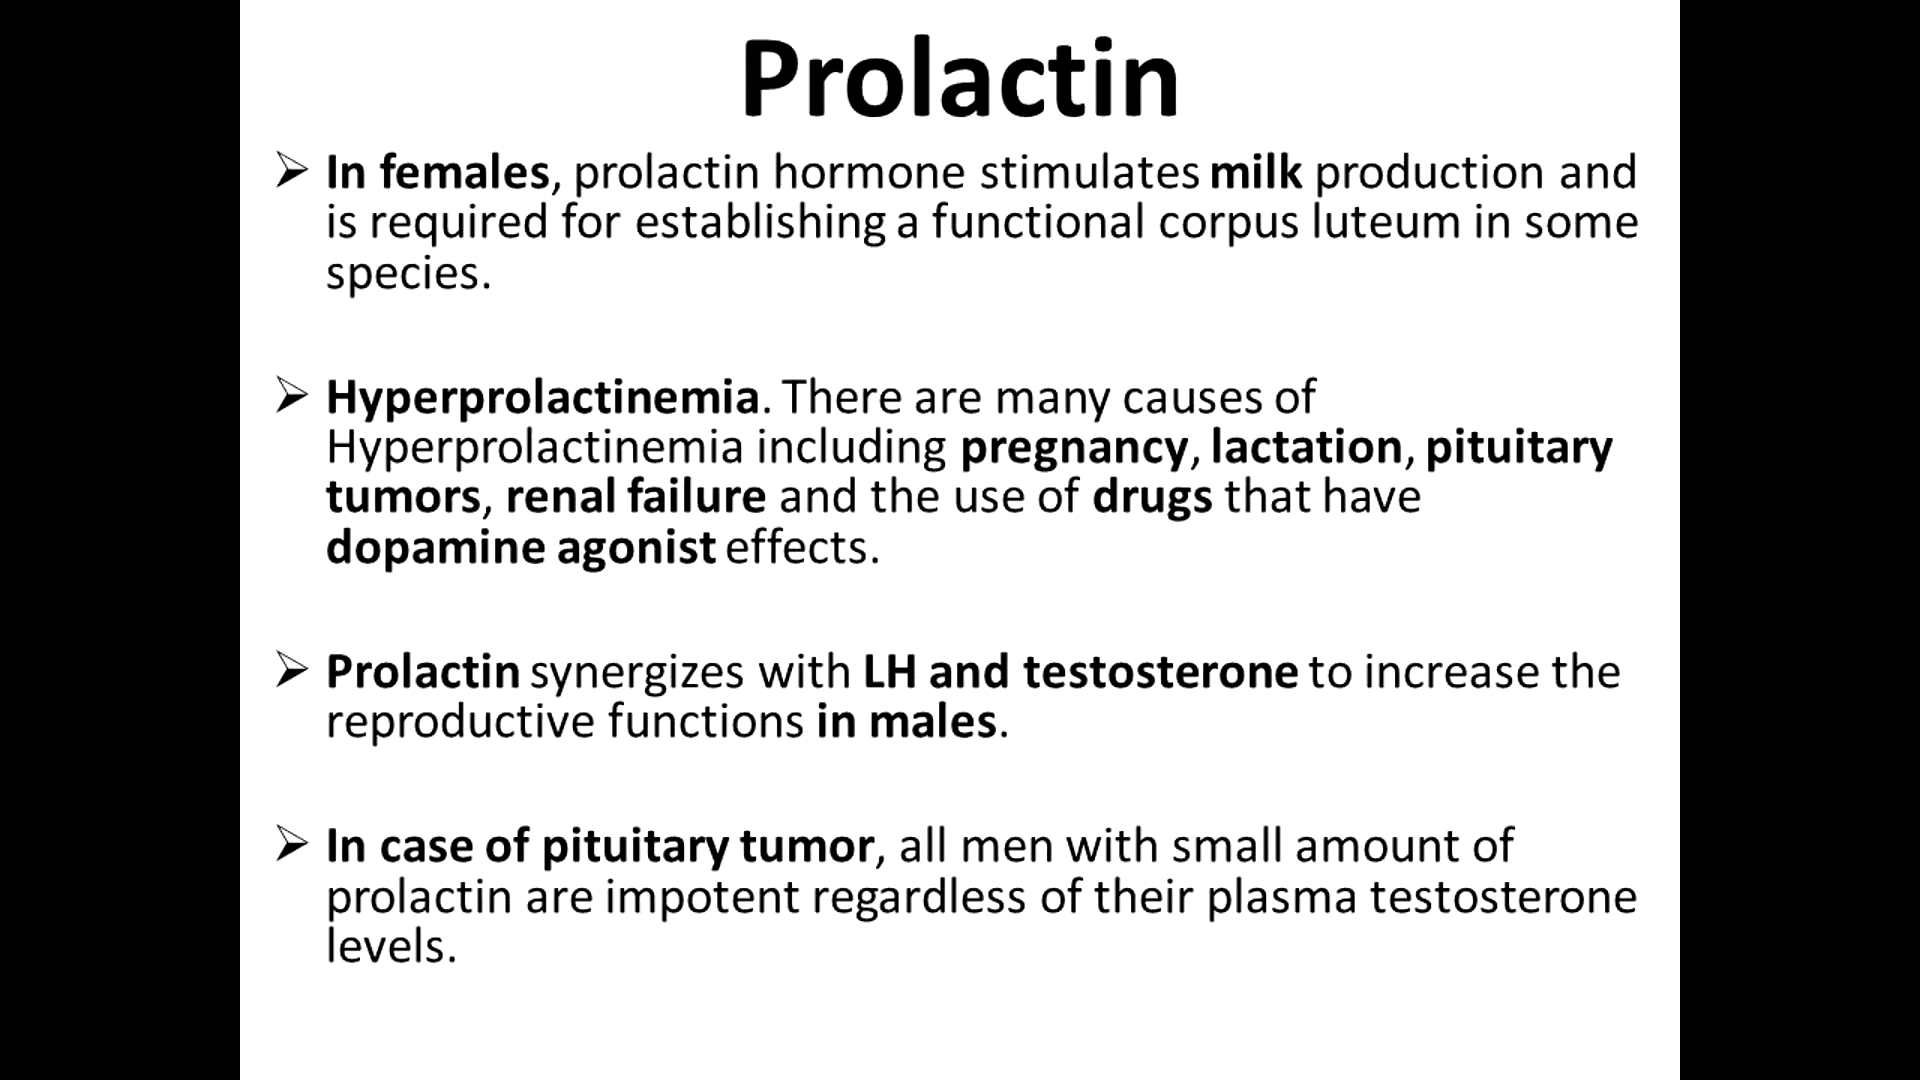 Prolactin
In females, prolactin hormone stimulates milk production and
is required for establishing a functional corpus luteum in some
species.
Hyperprolactinemia. There are many causes of
Hyperprolactinemia including pregnancy, lactation, pituitary
tumors, renal failure and the use of drugs that have
dopamine agonist effects.
Prolactin synergizes with LH and testosterone to increase the
reproductive functions in males.
In case of pituitary tumor, all men with small amount of
prolactin are impotent regardless of their plasma testosterone
levels.